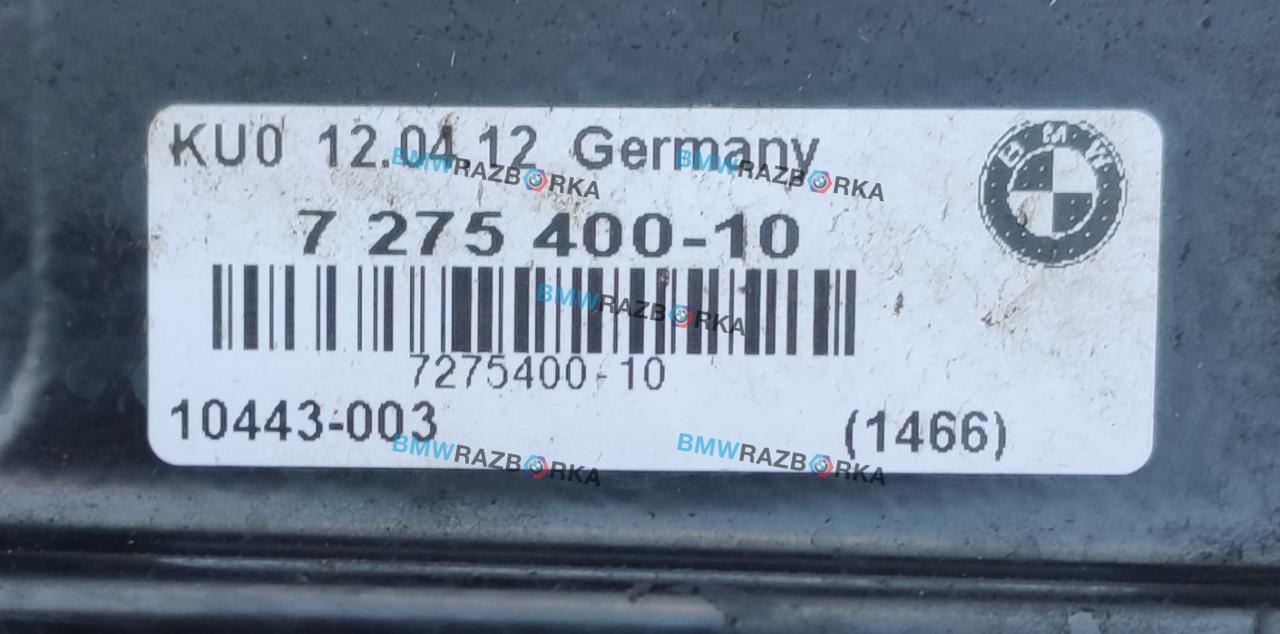 KU0 12.04.12 Germany
BMW
7 275 400-10
7275400-10
10443-003
(1466)
BMWRAZBORKA
BMWRAZBORKA
BMWRAZBORKA
BMWRAZBORKA
BMWRAZBORKA